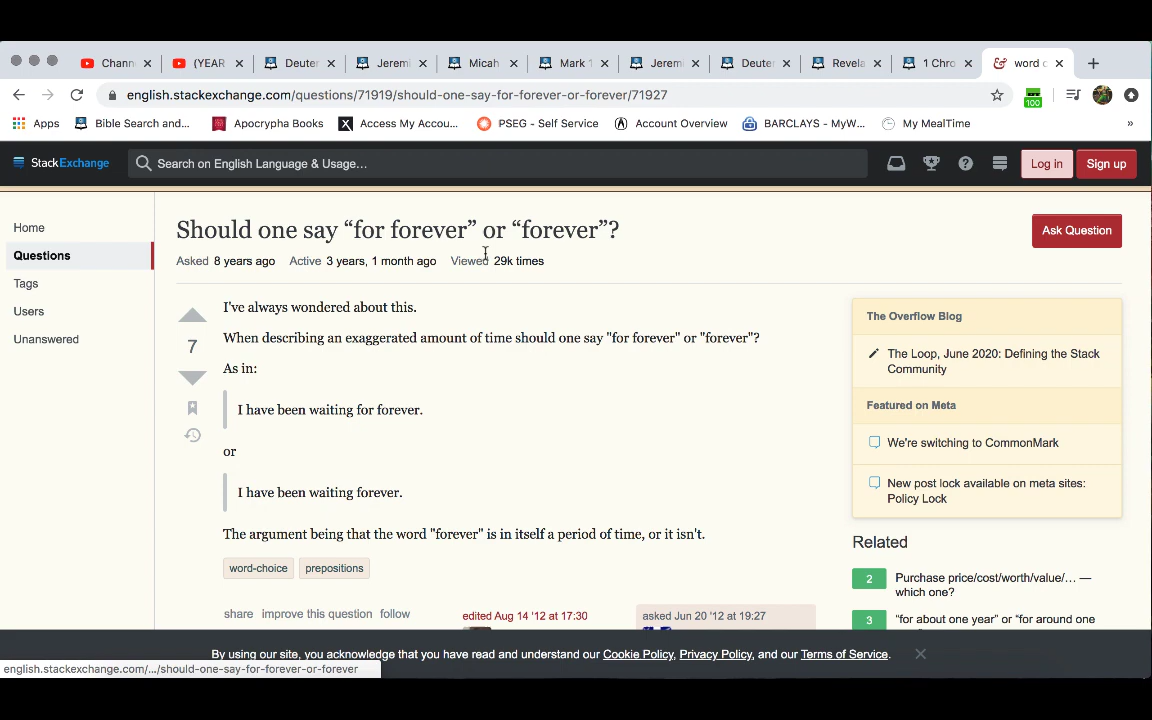 Chann
(YEAR
Deuter
Jeremi
Micah
Mark 1
Jeremi
Deuter
Revela
1 Chro
word c
english.stackexchange.com/questions/71919/should-one-say-for-forever-or-forever/71927
100
Apps
Bible Search and...
Apocrypha Books
Access My Accou...
PSEG - Self Service
Account Overview
BARCLAYS - MyW...
My MealTime
»
StackExchange
Search on English Language & Usage...
Log in
Sign up
Home
Questions
Tags
Users
Unanswered
Should one say “for forever” or “forever”?
Ask Question
Asked 8 years ago Active 3 years, 1 month ago Viewed 29k times
I've always wondered about this.
7
When describing an exaggerated amount of time should one say "for forever" or "forever"?
As in:
I have been waiting for forever.
or
I have been waiting forever.
The argument being that the word "forever" is in itself a period of time, or it isn't.
word-choice
prepositions
share improve this question follow
edited Aug 14 '12 at 17:30
asked Jun 20 '12 at 19:27
The Overflow Blog
The Loop, June 2020: Defining the Stack
Community
Featured on Meta
We're switching to CommonMark
New post lock available on meta sites:
Policy Lock
Related
2
Purchase price/cost/worth/value/... —
which one?
3
“for about one year” or “for around one
By using our site, you acknowledge that you have read and understand our Cookie Policy, Privacy Policy, and our Terms of Service.
english.stackexchange.com/.../should-one-say-for-forever-or-forever